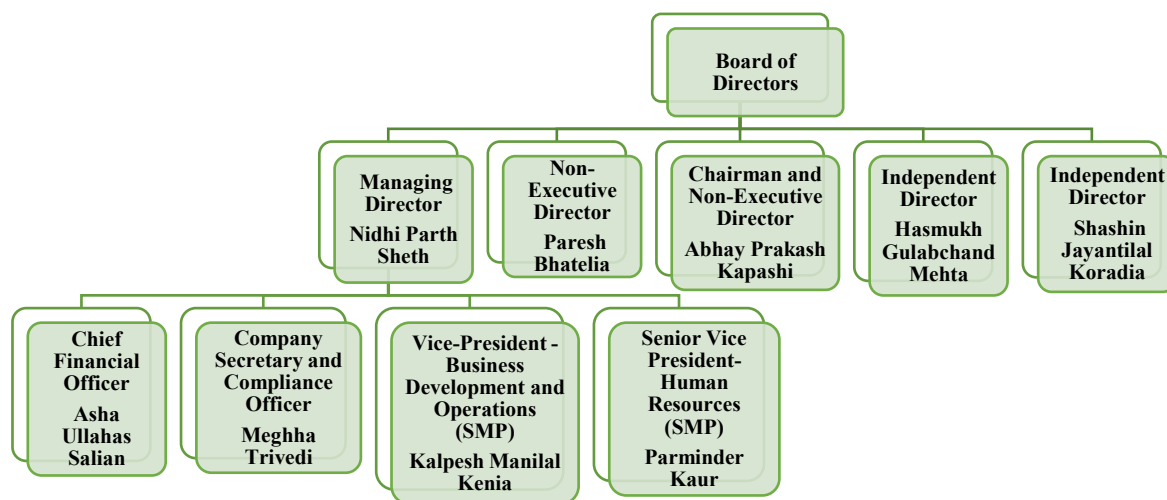 Board of
Directors
Managing
Director
Nidhi Parth
Sheth
Non-
Executive
Director
Paresh
Bhatelia
Chairman and
Non-Executive
Director
Abhay Prakash
Kapashi
Independent
Director
Hasmukh
Gulabchand
Mehta
Independent
Director
Shashin
Jayantilal
Koradia
Chief
Financial
Officer
Asha
Ullahas
Salian
Company
Secretary and
Compliance
Officer
Meghha
Trivedi
Vice-President -
Business
Development and
Operations
(SMP)
Kalpesh Manilal
Kenia
Senior Vice
President-
Human
Resources
(SMP)
Parminder
Kaur